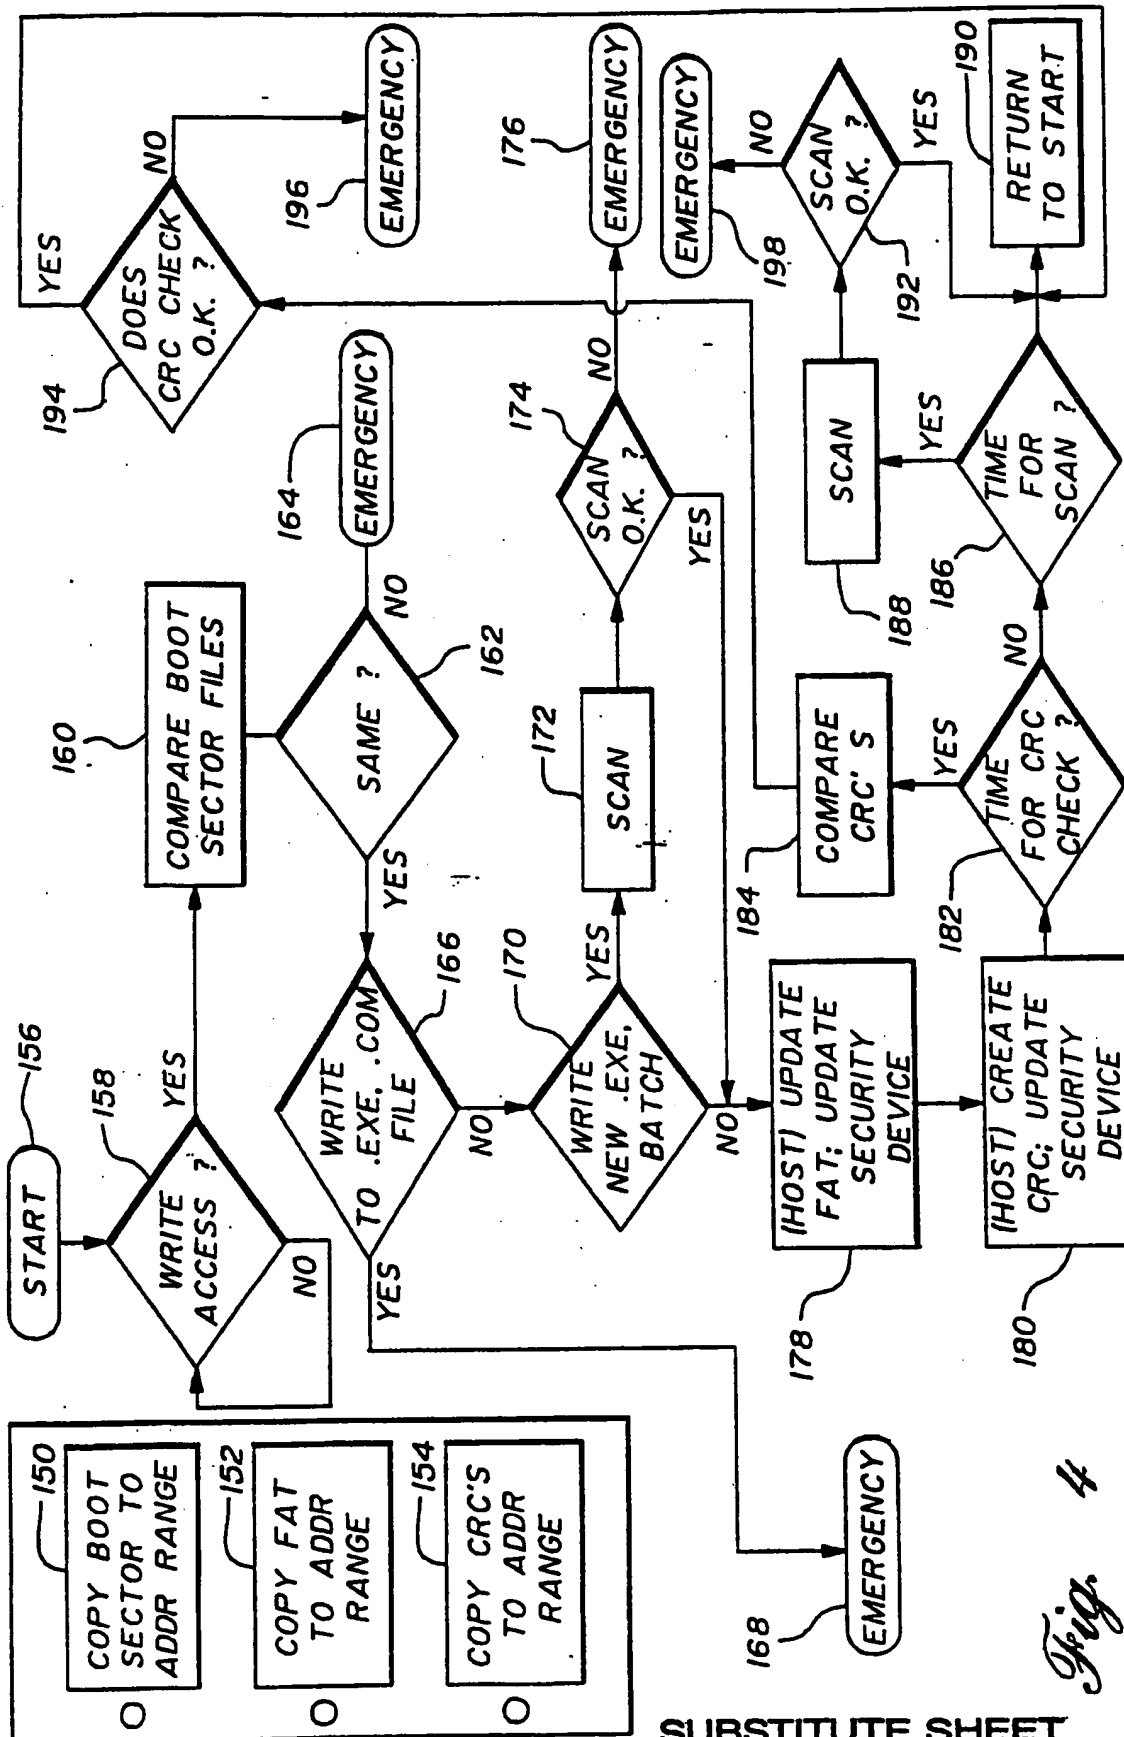 150
COPY BOOT
SECTOR TO
ADDR RANGE
152
COPY FAT
TO ADDR
RANGE
154
COPY CRC'S
TO ADDR
RANGE
START
156
WRITE
ACCESS ?
158
NO
YES
160
COMPARE BOOT
SECTOR FILES
SAME ?
162
NO
164
EMERGENCY
YES
WRITE
TO .EXE, .COM
FILE
166
YES
168
EMERGENCY
NO
WRITE
NEW .EXE,
BATCH
170
YES
172
SCAN
SCAN
O.K. ?
174
NO
176
EMERGENCY
YES
NO
(HOST) UPDATE
FAT; UPDATE
SECURITY
DEVICE
178
(HOST) CREATE
CRC; UPDATE
SECURITY
DEVICE
180
TIME
FOR CRC
CHECK ?
182
YES
184
COMPARE
CRC' S
NO
TIME
FOR
SCAN ?
186
YES
188
SCAN
SCAN
O.K. ?
192
NO
198
EMERGENCY
YES
190
RETURN
TO START
DOES
CRC CHECK
O.K. ?
194
YES
NO
196
EMERGENCY
Fig. 4
SUBSTITUTE SHEET